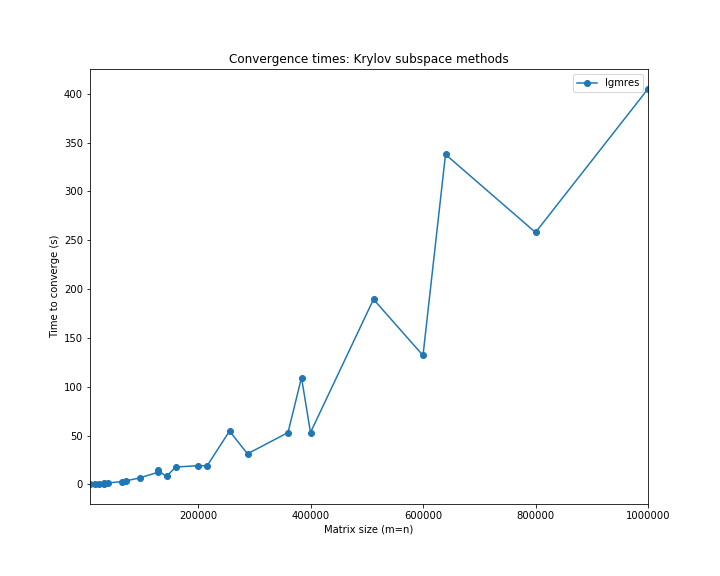 Convergence times: Krylov subspace methods
lgmres
400
350
300
250
200
150
100
50
0
Time to converge (s)
200000 400000 600000 800000 1000000
Matrix size (m=n)